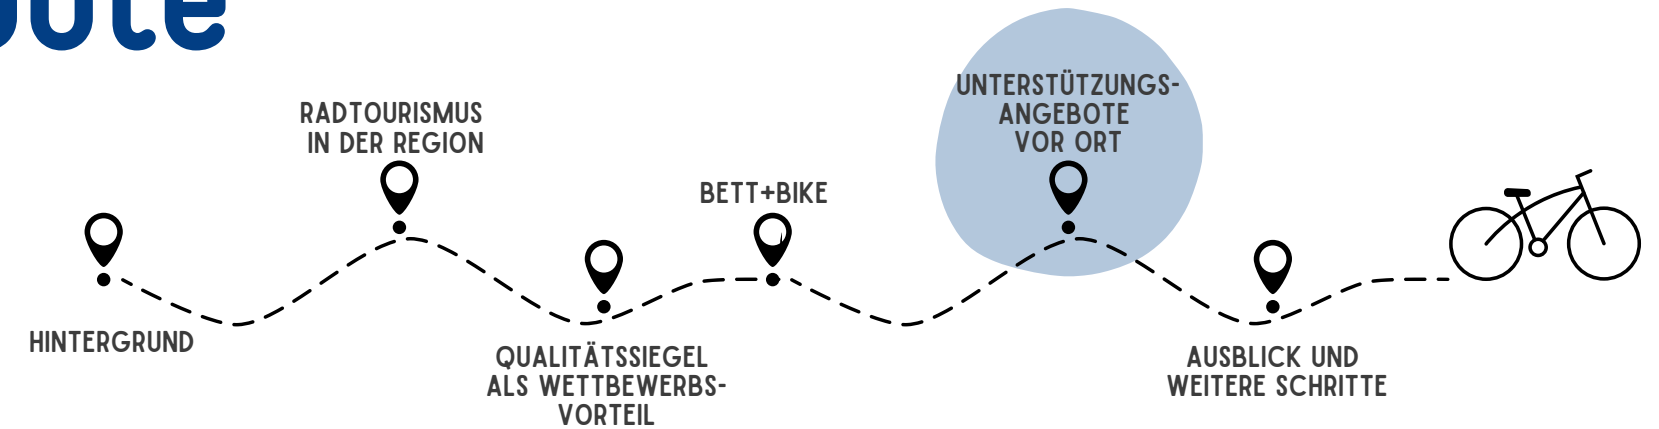 RADTOURISMUS
IN DER REGION
UNTERSTÜTZUNGS-
ANGEBOTE
VOR ORT
BETT+BIKE
HINTERGRUND
QUALITÄTSSIEGEL
ALS WETTBEWERBS-
VORTEIL
AUSBLICK UND
WEITERE SCHRITTE